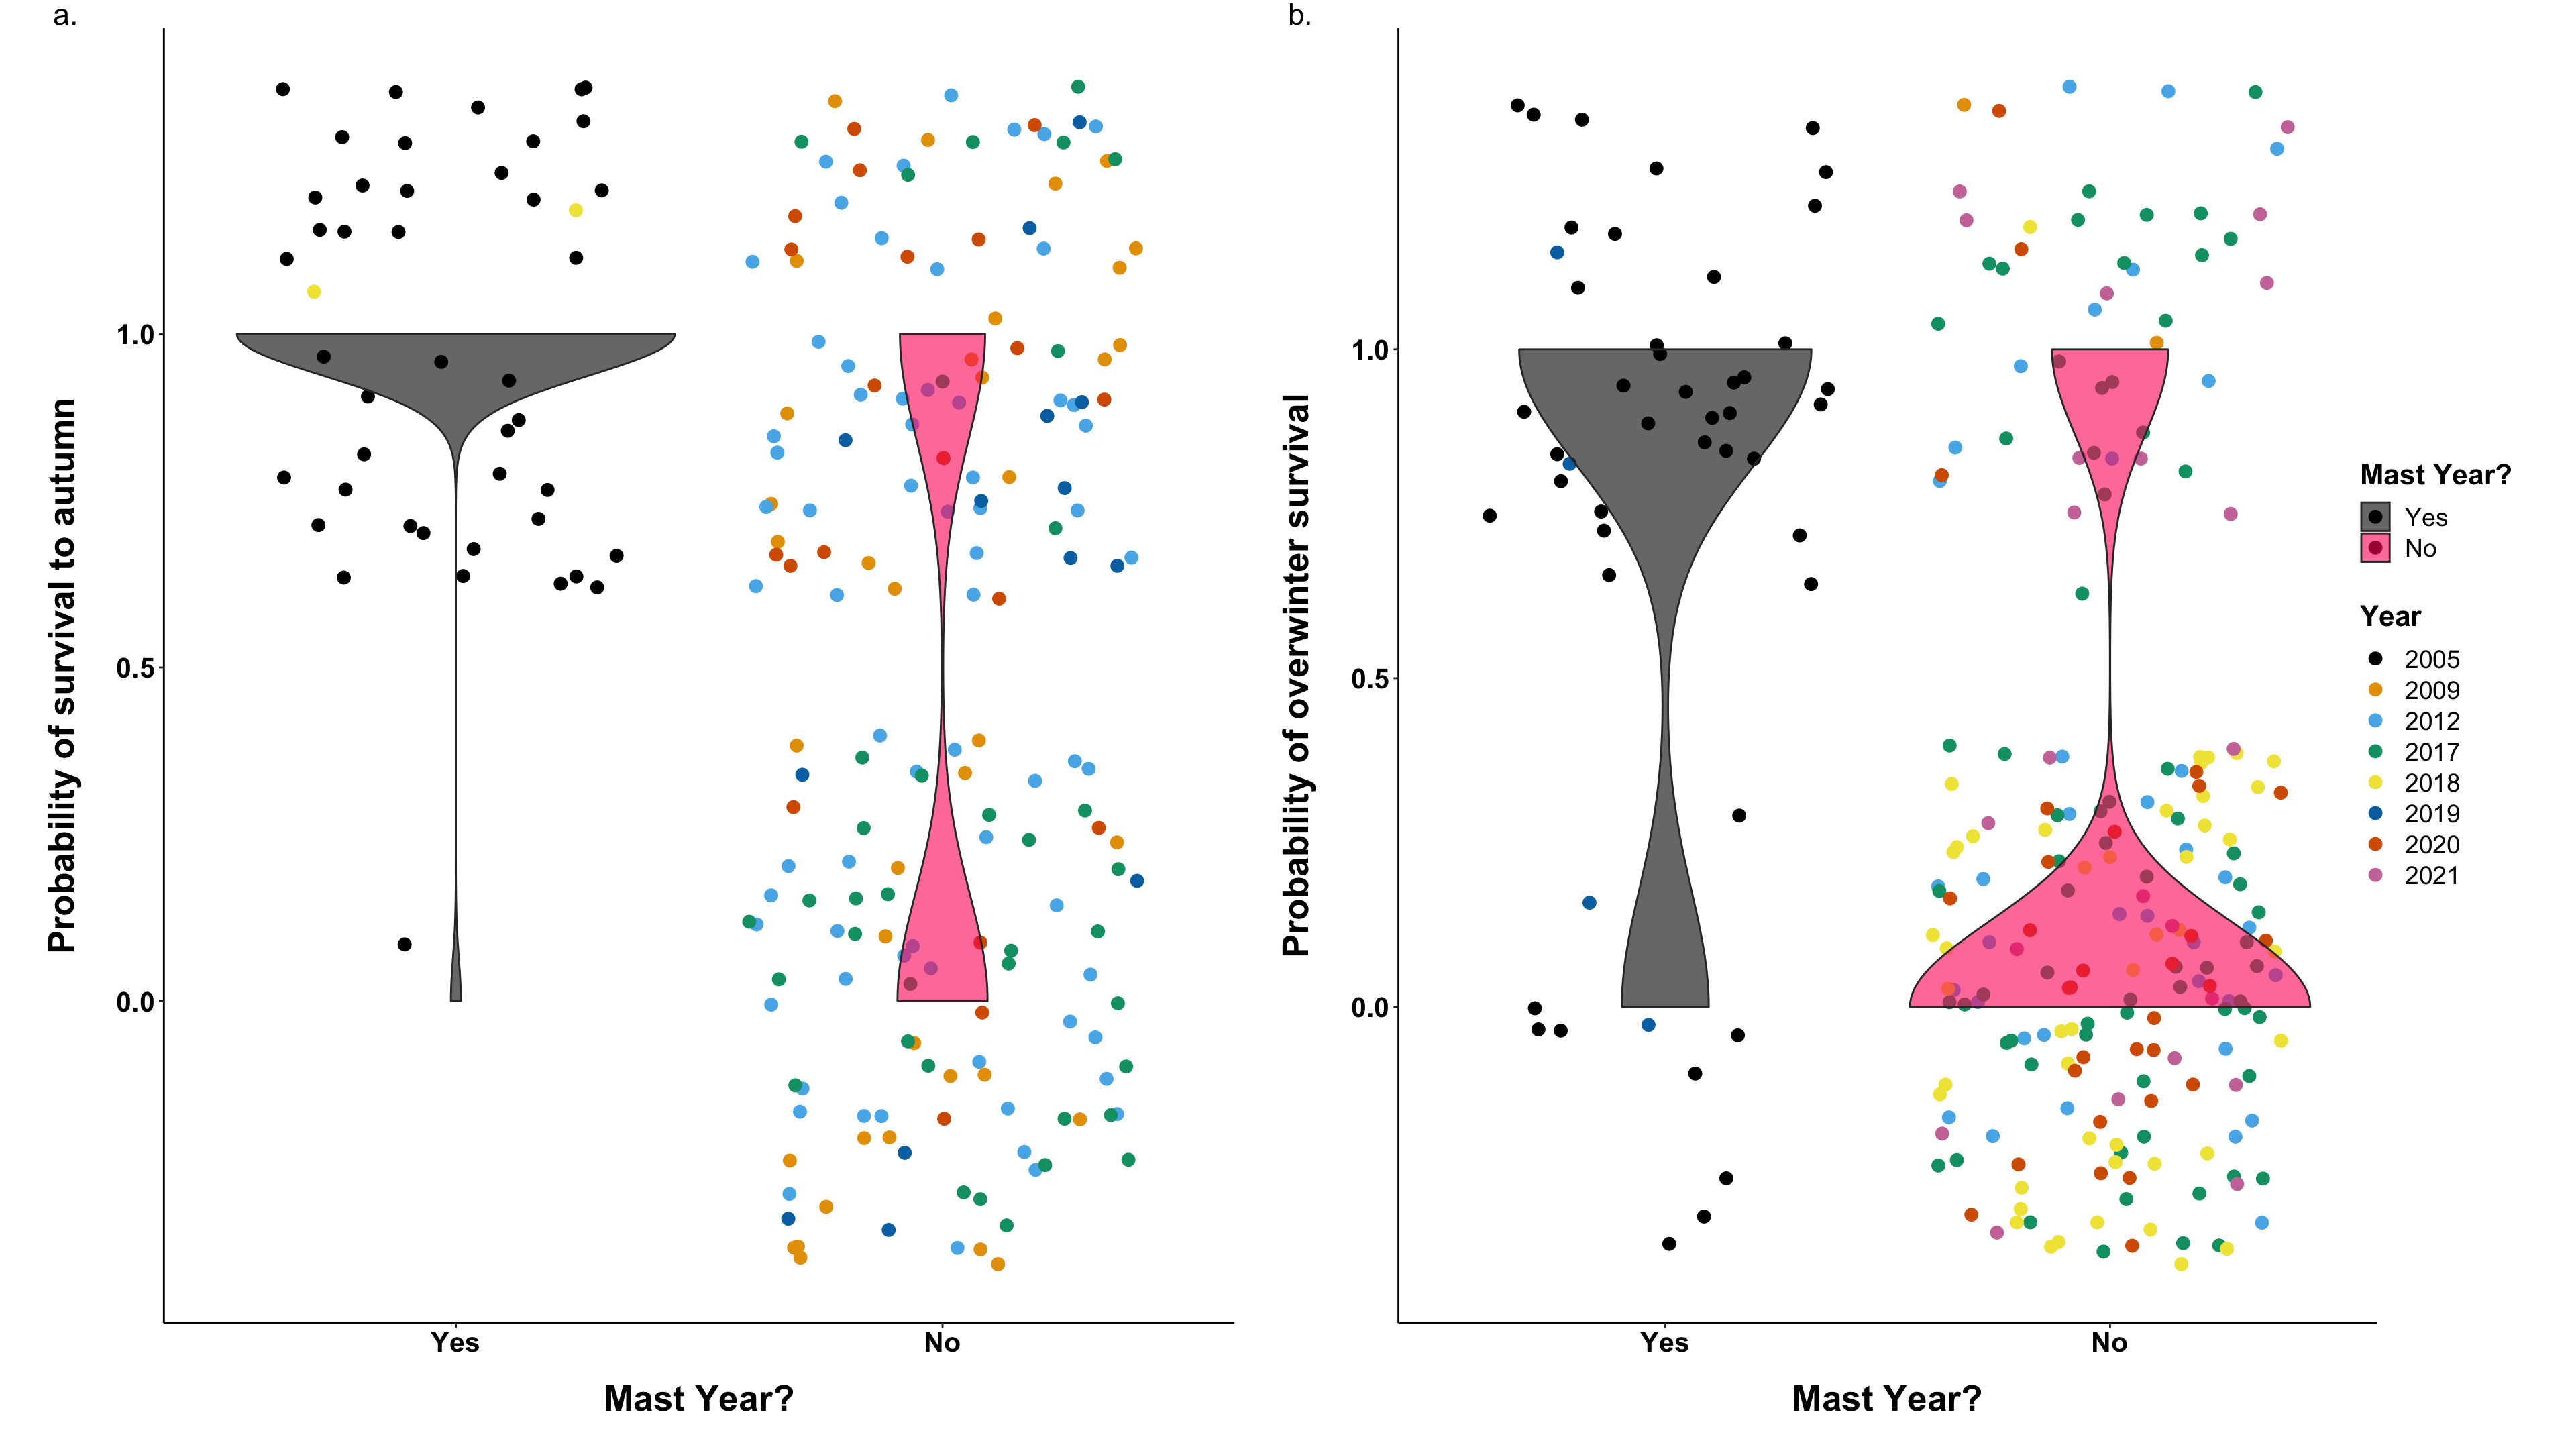 a.
Probability of survival to autumn
1.0
0.5
0.0
Yes
No
Mast Year?
b.
Probability of overwinter survival
1.0
0.5
0.0
Yes
No
Mast Year?
Mast Year?
Yes
No
Year
2005
2009
2012
2017
2018
2019
2020
2021